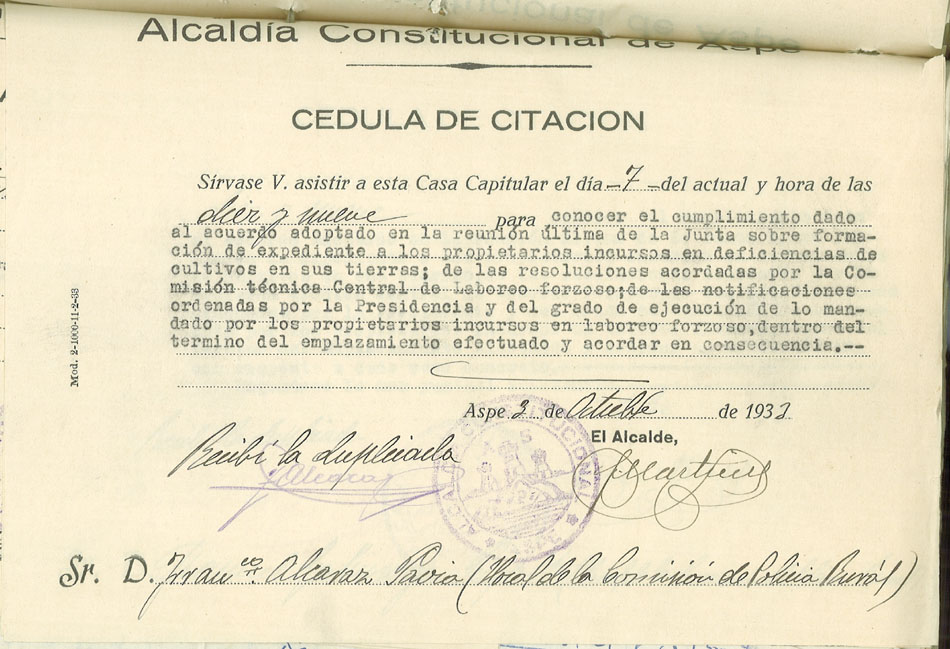 Alcaldía Constitucional de Aspe
CEDULA DE CITACION
Sírvase V. asistir a esta Casa Capitular el día 7 del actual y hora de las
diez y nueve para conocer el cumplimiento dado
al acuerdo adoptado en la reunión última de la Junta sobre forma-
ción de expediente a los propietarios incursos en deficiencias de
cultivos en sus tierras; de las resoluciones acordadas por la Co-
misión técnica Central de Laboreo forzoso;de las notificaciones
ordenadas por la Presidencia y del grado de ejecución de lo man-
dado por los propietarios incursos en laboreo forzoso,dentro del
termino del emplazamiento efectuado y acordar en consecuencia.--
Mod. 2-1000-11-2-33
Aspe 3 de Octubre de 1933
El Alcalde,
Recibí la duplicada
Sr. D. Franco. Alcaraz Pavia (Vocal de la Comisión de Policia Rural)